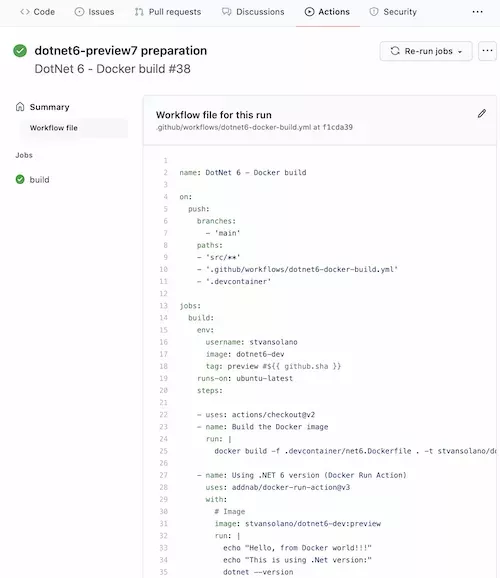 Code Issues Pull requests Discussions Actions Security ...
dotnet6-preview7 preparation
DotNet 6 - Docker build #38
Re-run jobs ...
Summary
Workflow file
Jobs
build
Workflow file for this run
.github/workflows/dotnet6-docker-build.yml at f1cda39
1
2 name: DotNet 6 - Docker build
3
4 on:
5 push:
6 branches:
7 - 'main'
8 paths:
9 - 'src/**'
10 - '.github/workflows/dotnet6-docker-build.yml'
11 - '.devcontainer'
12
13 jobs:
14 build:
15 env:
16 username: stvansolano
17 image: dotnet6-dev
18 tag: preview #${{ github.sha }}
19 runs-on: ubuntu-latest
20 steps:
21
22 - uses: actions/checkout@v2
23 - name: Build the Docker image
24 run: |
25 docker build -f .devcontainer/net6.Dockerfile . -t stvansolano/do
26
27 - name: Using .NET 6 version (Docker Run Action)
28 uses: addnab/docker-run-action@v3
29 with:
30 # Image
31 image: stvansolano/dotnet6-dev:preview
32 run: |
33 echo "Hello, from Docker world!!!"
34 echo "This is using .Net version:"
35 dotnet --version